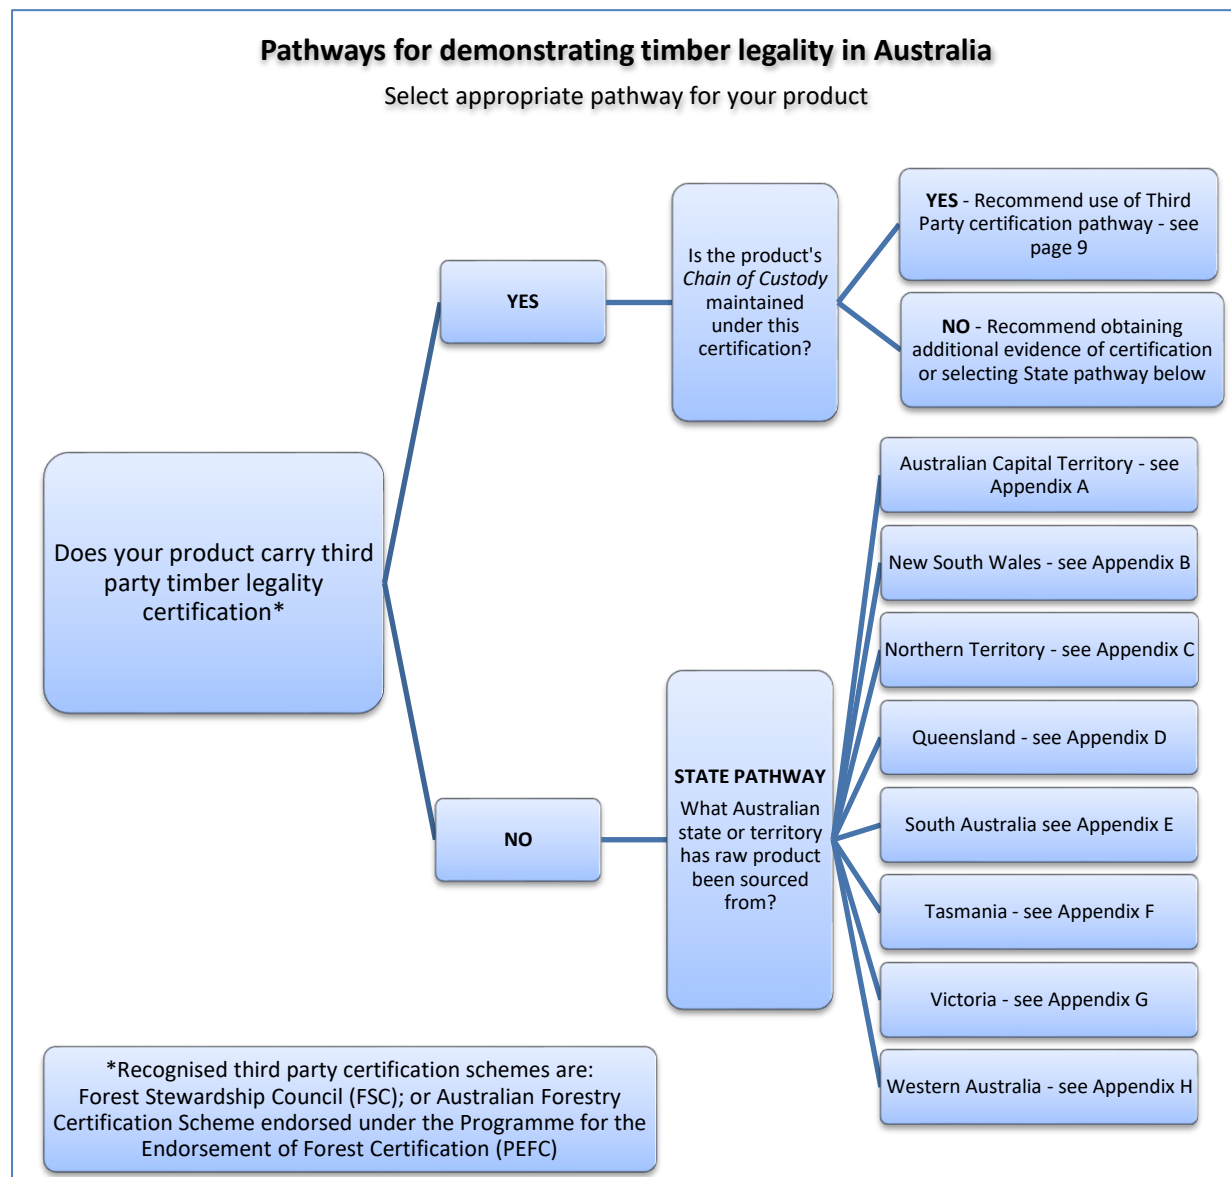 Pathways for demonstrating timber legality in Australia
Select appropriate pathway for your product
Does your product carry third
party timber legality
certification*
YES
Is the product's
Chain of Custody
maintained
under this
certification?
YES - Recommend use of Third
Party certification pathway - see
page 9
NO - Recommend obtaining
additional evidence of certification
or selecting State pathway below
NO
STATE PATHWAY
What Australian
state or territory
has raw product
been sourced
from?
Australian Capital Territory - see
Appendix A
New South Wales - see Appendix B
Northern Territory - see Appendix C
Queensland - see Appendix D
South Australia see Appendix E
Tasmania - see Appendix F
Victoria - see Appendix G
Western Australia - see Appendix H
*Recognised third party certification schemes are:
Forest Stewardship Council (FSC); or Australian Forestry
Certification Scheme endorsed under the Programme for the
Endorsement of Forest Certification (PEFC)